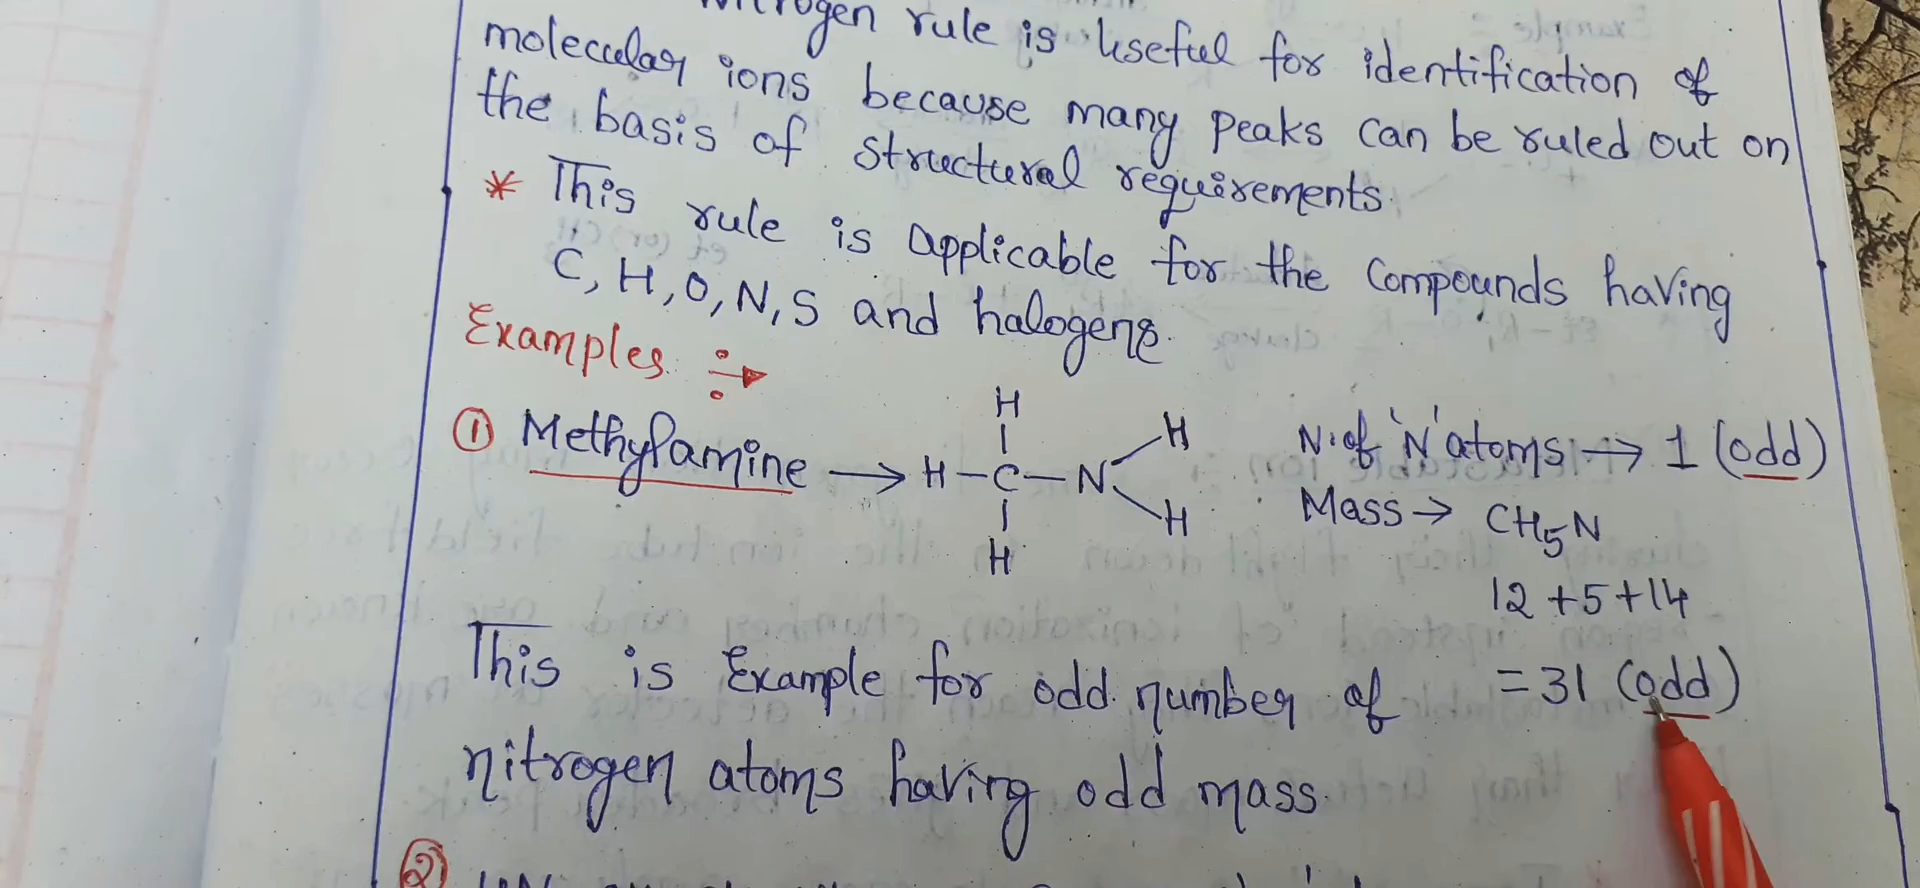 Nitrogen rule is useful for identification of
molecular ions because many peaks can be ruled out on
the basis of structural requirements.
* This rule is applicable for the compounds having
C, H, O, N, S and halogens.
Examples ÷→
① Methylamine → H-C-N H H H H N. of 'N' atoms → 1 (odd)
Mass → CH5N
12+5+14
= 31 (odd)
This is Example for odd number of
nitrogen atoms having odd mass.
②